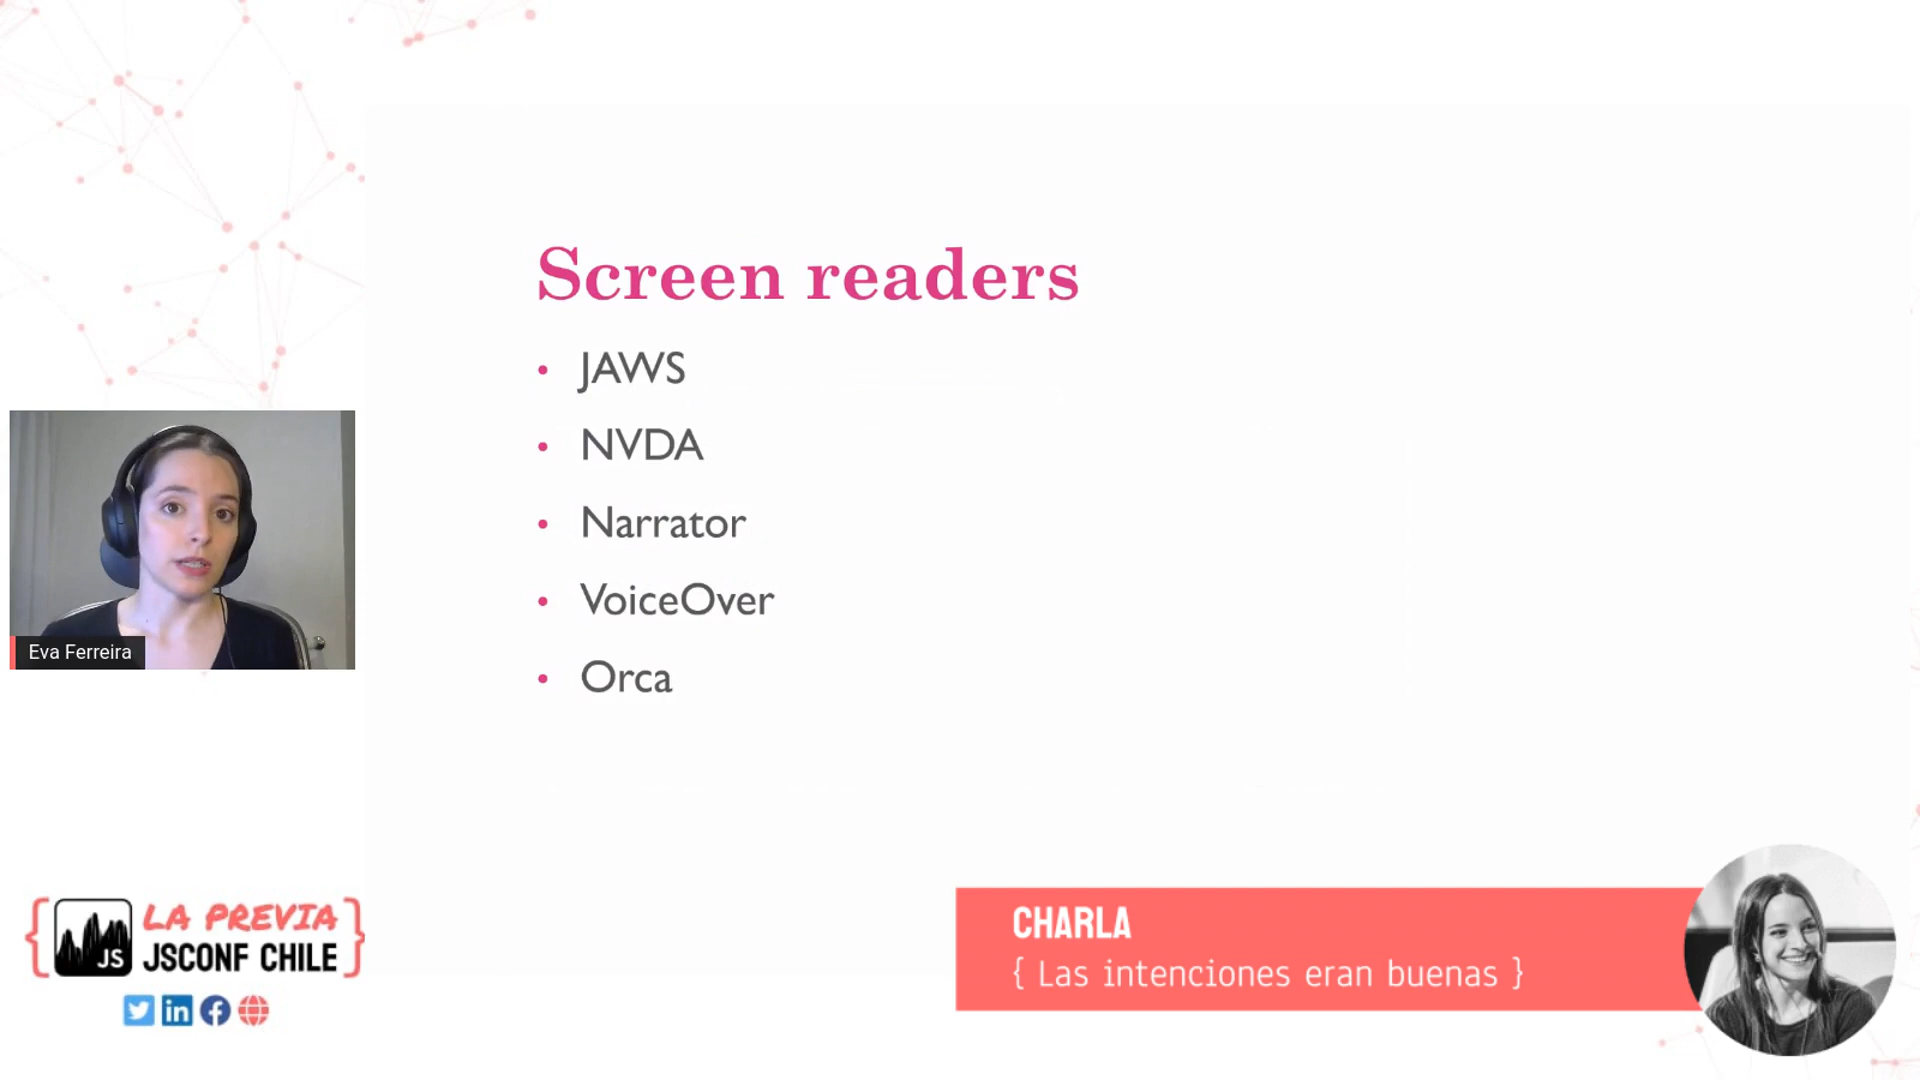 Screen readers
• JAWS
• NVDA
• Narrator
• VoiceOver
• Orca
Eva Ferreira
{ JS LA PREVIA }
JSCONF CHILE
CHARLA
{ Las intenciones eran buenas }